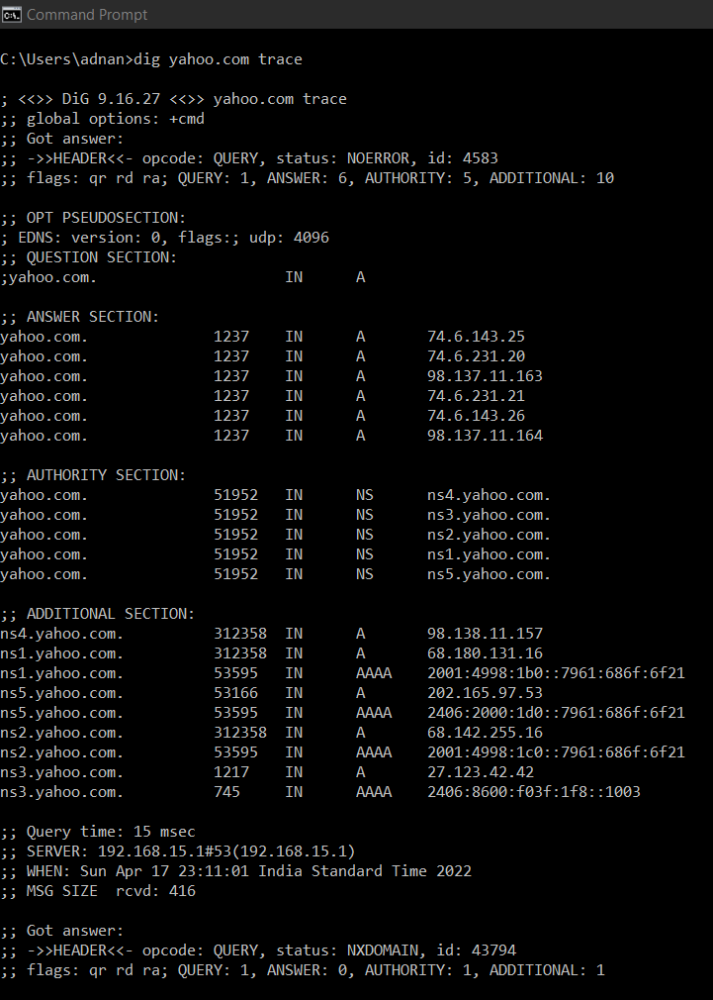 Command Prompt
C:\Users\adnan>dig yahoo.com trace
; <<>> DiG 9.16.27 <<>> yahoo.com trace
;; global options: +cmd
;; Got answer:
;; ->>HEADER<<- opcode: QUERY, status: NOERROR, id: 4583
;; flags: qr rd ra; QUERY: 1, ANSWER: 6, AUTHORITY: 5, ADDITIONAL: 10
;; OPT PSEUDOSECTION:
; EDNS: version: 0, flags:; udp: 4096
;; QUESTION SECTION:
;yahoo.com. IN A
;; ANSWER SECTION:
yahoo.com. 1237 IN A 74.6.143.25
yahoo.com. 1237 IN A 74.6.231.20
yahoo.com. 1237 IN A 98.137.11.163
yahoo.com. 1237 IN A 74.6.231.21
yahoo.com. 1237 IN A 74.6.143.26
yahoo.com. 1237 IN A 98.137.11.164
;; AUTHORITY SECTION:
yahoo.com. 51952 IN NS ns4.yahoo.com.
yahoo.com. 51952 IN NS ns3.yahoo.com.
yahoo.com. 51952 IN NS ns2.yahoo.com.
yahoo.com. 51952 IN NS ns1.yahoo.com.
yahoo.com. 51952 IN NS ns5.yahoo.com.
;; ADDITIONAL SECTION:
ns4.yahoo.com. 312358 IN A 98.138.11.157
ns1.yahoo.com. 312358 IN A 68.180.131.16
ns1.yahoo.com. 53595 IN AAAA 2001:4998:1b0::7961:686f:6f21
ns5.yahoo.com. 53166 IN A 202.165.97.53
ns5.yahoo.com. 53595 IN AAAA 2406:2000:1d0::7961:686f:6f21
ns2.yahoo.com. 312358 IN A 68.142.255.16
ns2.yahoo.com. 53595 IN AAAA 2001:4998:1c0::7961:686f:6f21
ns3.yahoo.com. 1217 IN A 27.123.42.42
ns3.yahoo.com. 745 IN AAAA 2406:8600:f03f:1f8::1003
;; Query time: 15 msec
;; SERVER: 192.168.15.1#53(192.168.15.1)
;; WHEN: Sun Apr 17 23:11:01 India Standard Time 2022
;; MSG SIZE rcvd: 416
;; Got answer:
;; ->>HEADER<<- opcode: QUERY, status: NXDOMAIN, id: 43794
;; flags: qr rd ra; QUERY: 1, ANSWER: 0, AUTHORITY: 1, ADDITIONAL: 1